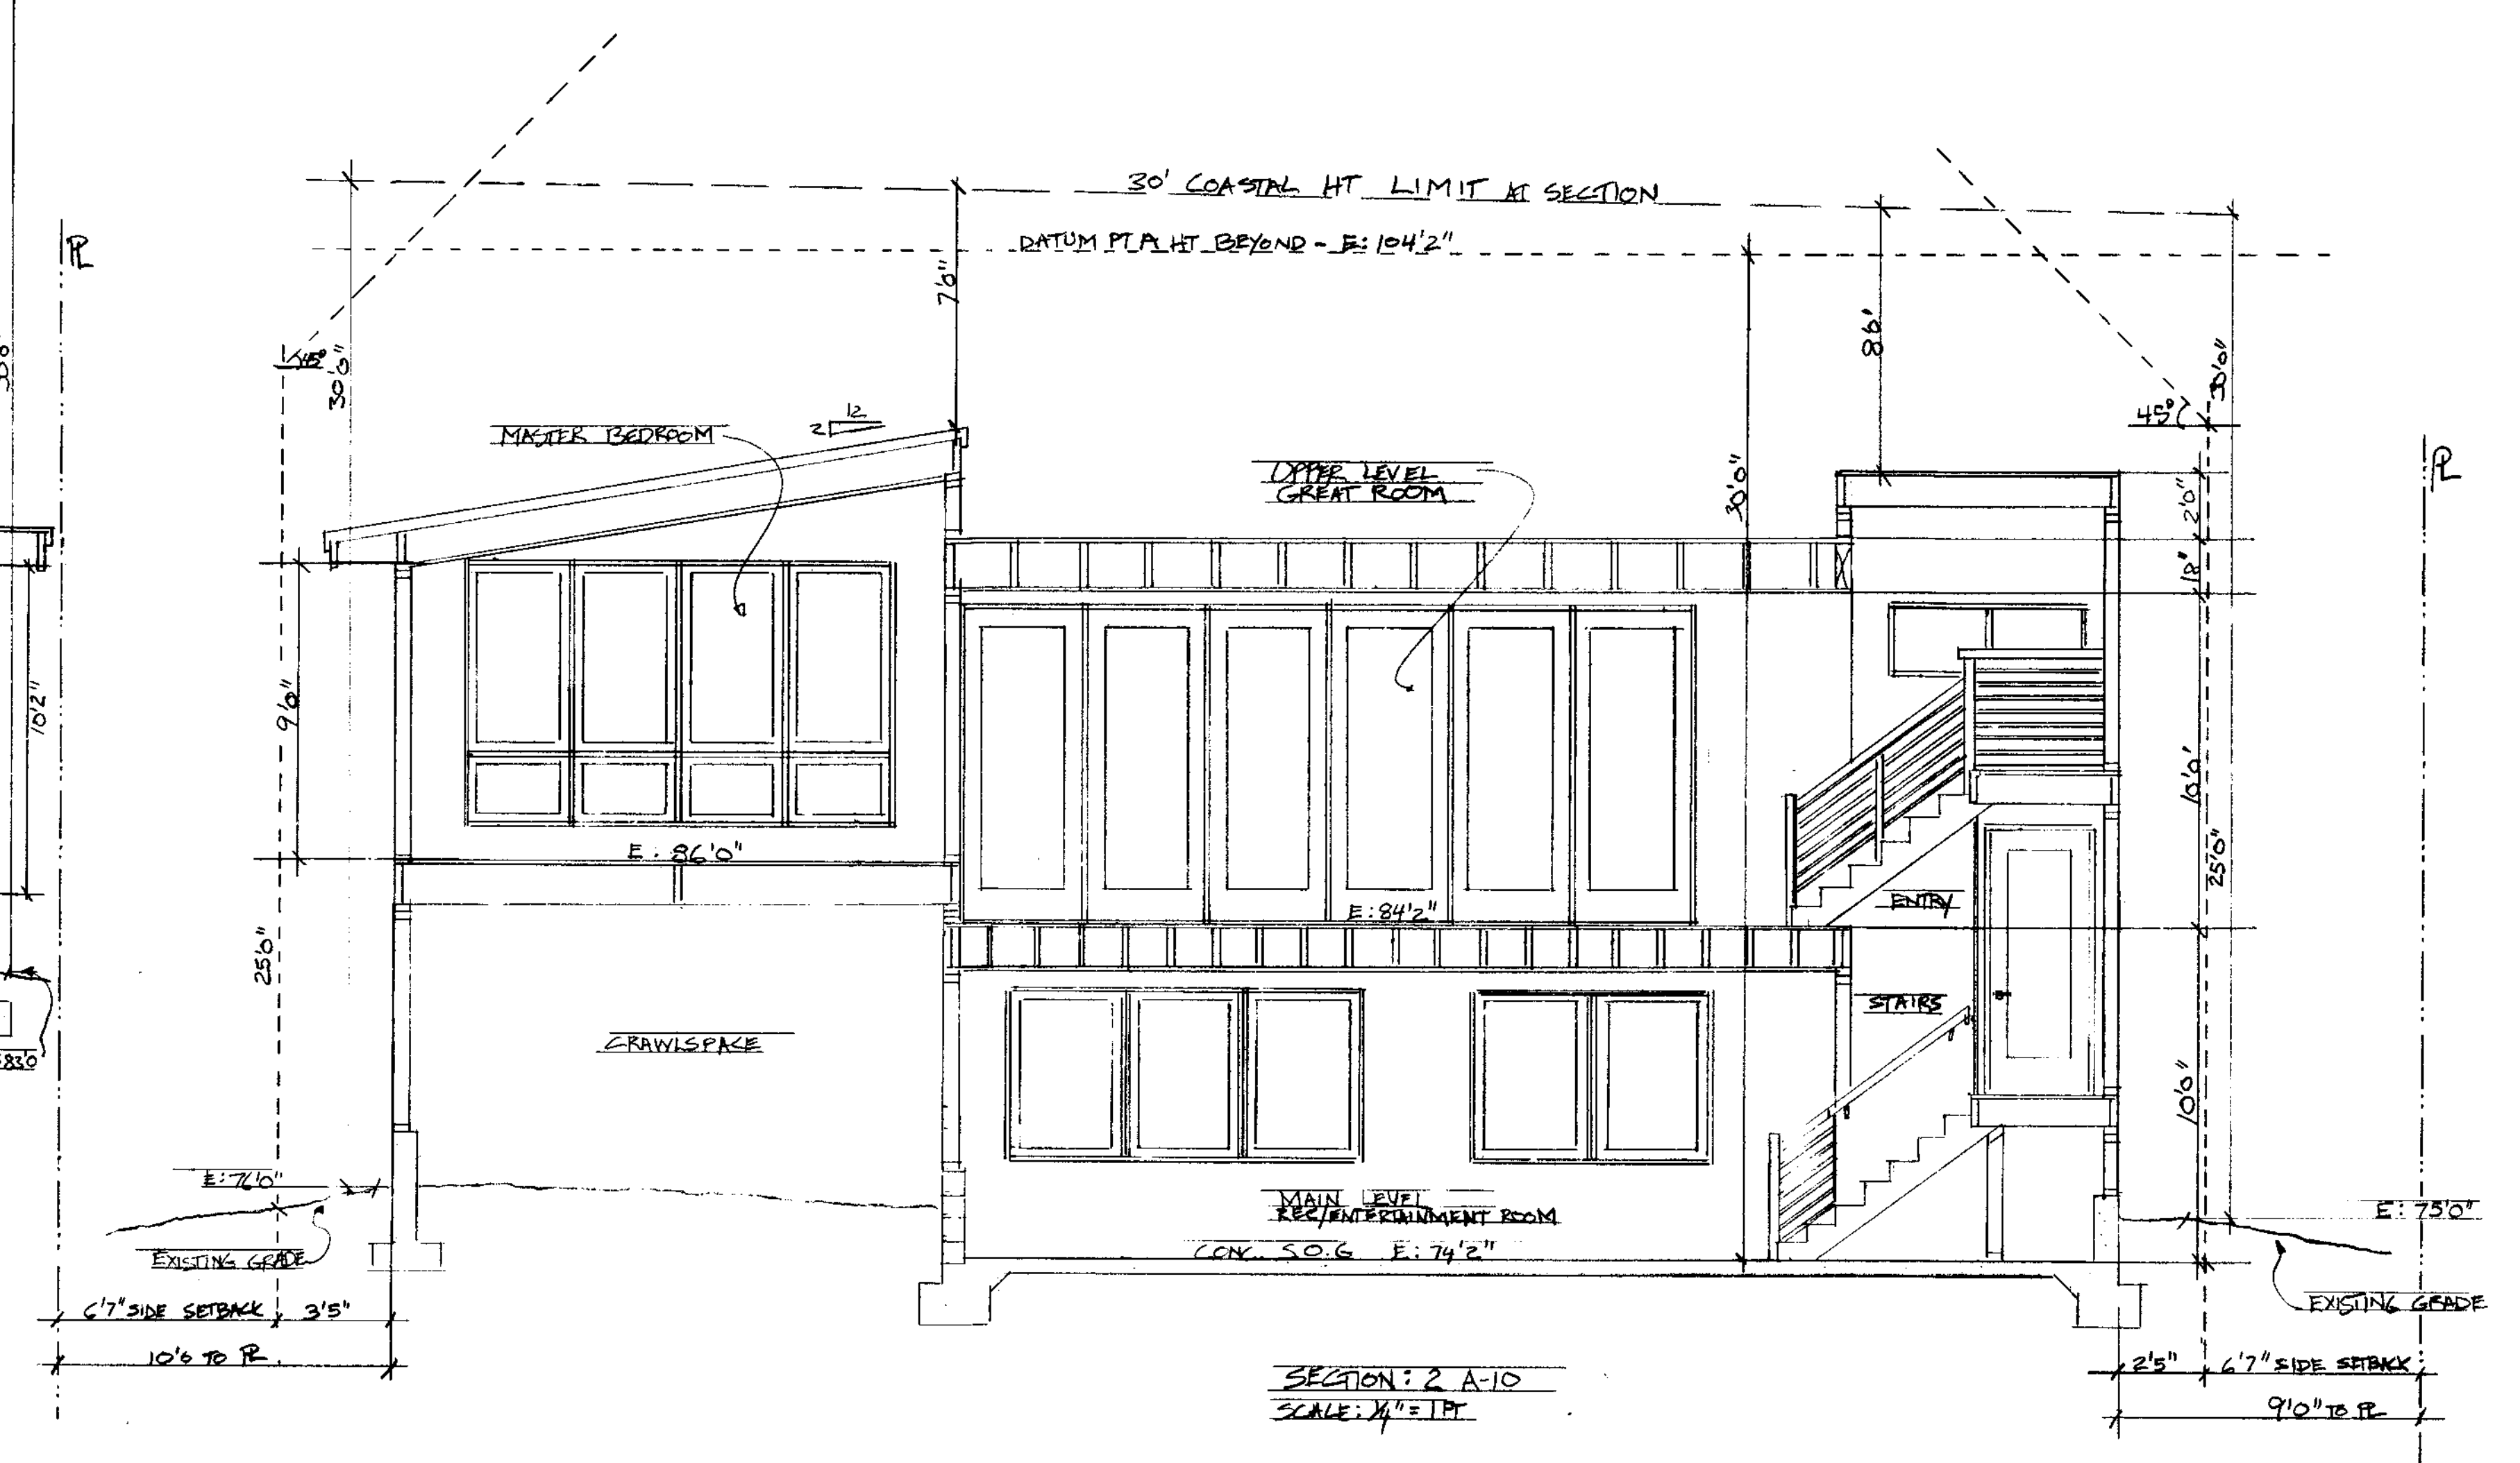 30' COASTAL HT LIMIT AT SECTION
DATUM PT A HT BEYOND - E: 104'2"
PL
7'0"
8'6'
45°
30'0"
30'0"
12
2
MASTER BEDROOM
45°
PL
UPPER LEVEL
GREAT ROOM
30'0"
2'0"
18"
10'2"
9'0"
10'0'
25'0"
E: 86'0"
ENTRY
E: 84'2"
25'0"
STAIRS
CRAWLSPACE
83'0'
10'0"
E: 76'0"
MAIN LEVEL
REC/ENTERTAINMENT ROOM
E: 75'0"
EXISTING GRADE
CONC. S.O.G E: 74'2"
EXISTING GRADE
6'7" SIDE SETBACK 3'5"
10'0 TO PL
2'5" 6'7" SIDE SETBACK
9'0" TO PL
SECTION: 2 A-10
SCALE: 1/4" = 1 FT